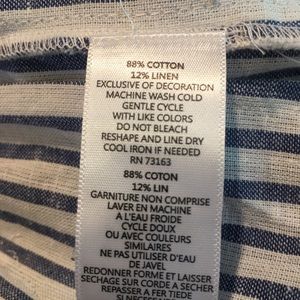 88% COTTON
12% LINEN
EXCLUSIVE OF DECORATION
MACHINE WASH COLD
GENTLE CYCLE
WITH LIKE COLORS
DO NOT BLEACH
RESHAPE AND LINE DRY
COOL IRON IF NEEDED
RN 73163
88% COTON
12% LIN
GARNITURE NON COMPRISE
LAVER EN MACHINE
A L'EAU FROIDE
CYCLE DOUX
OU AVEC COULEURS
SIMILAIRES
NE PAS UTILISER D'EAU
DE JAVEL
REDONNER FORME ET LAISSER
SECHAGE SUR CORDE A SECHER
REPASSER A FER TIEDE